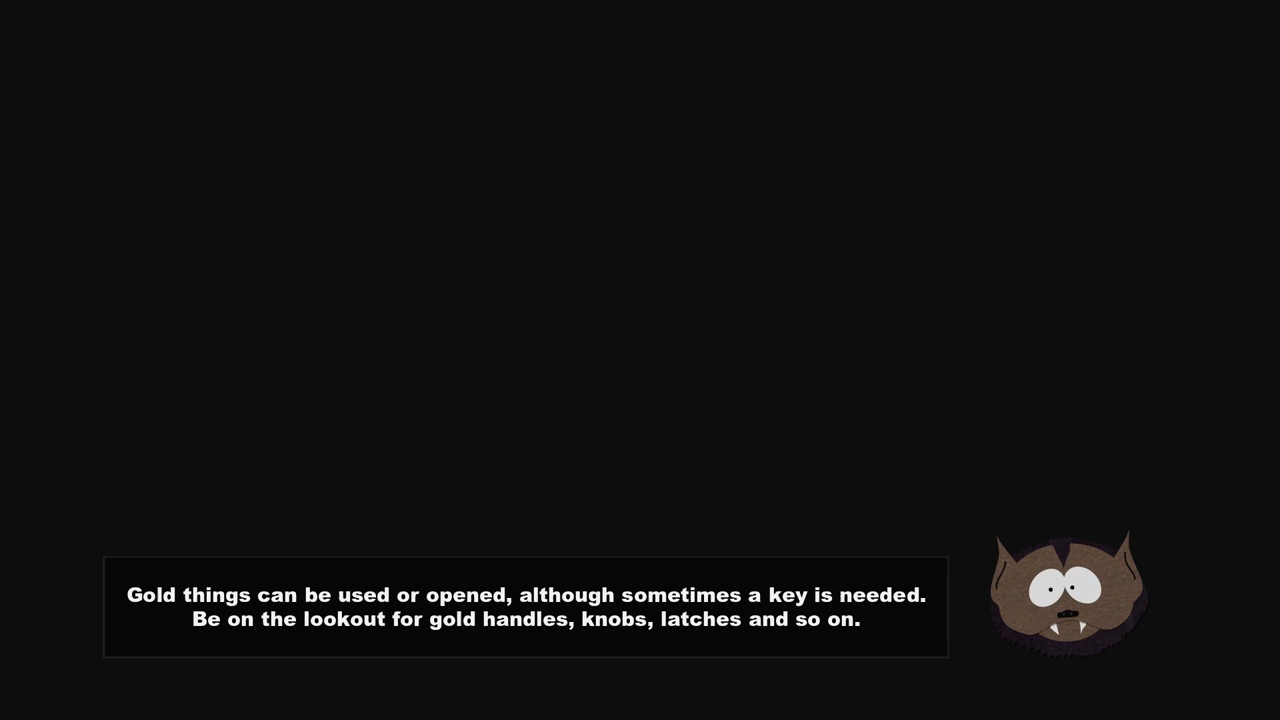 Gold things can be used or opened, although sometimes a key is needed.
Be on the lookout for gold handles, knobs, latches and so on.